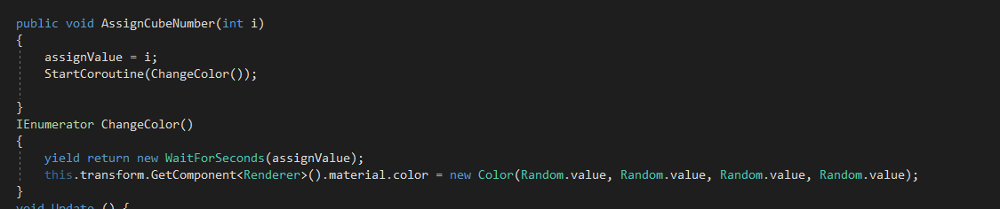 public void AssignCubeNumber(int i)
{
assignValue = i;
StartCoroutine(ChangeColor());
}
IEnumerator ChangeColor()
{
yield return new WaitForSeconds(assignValue);
this.transform.GetComponent<Renderer>().material.color = new Color(Random.value, Random.value, Random.value, Random.value);
}
void Update () {